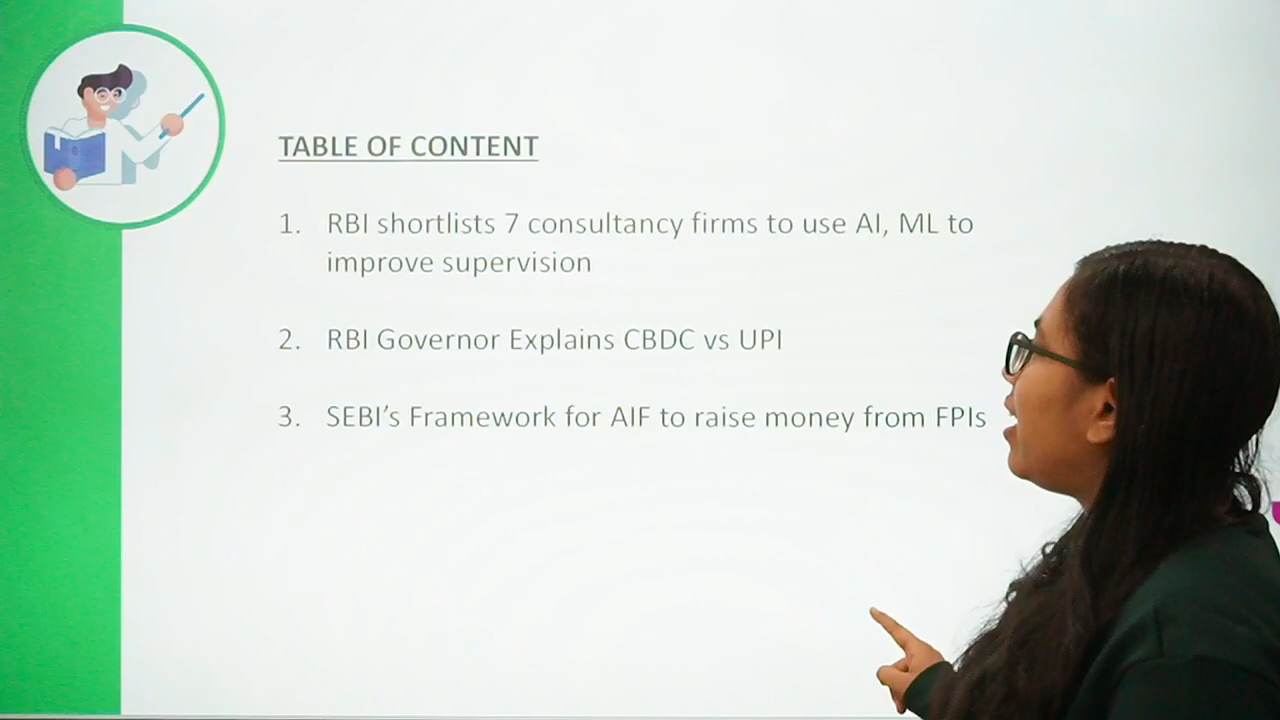 TABLE OF CONTENT
1. RBI shortlists 7 consultancy firms to use AI, ML to
improve supervision
2. RBI Governor Explains CBDC vs UPI
3. SEBI’s Framework for AIF to raise money from FPIs